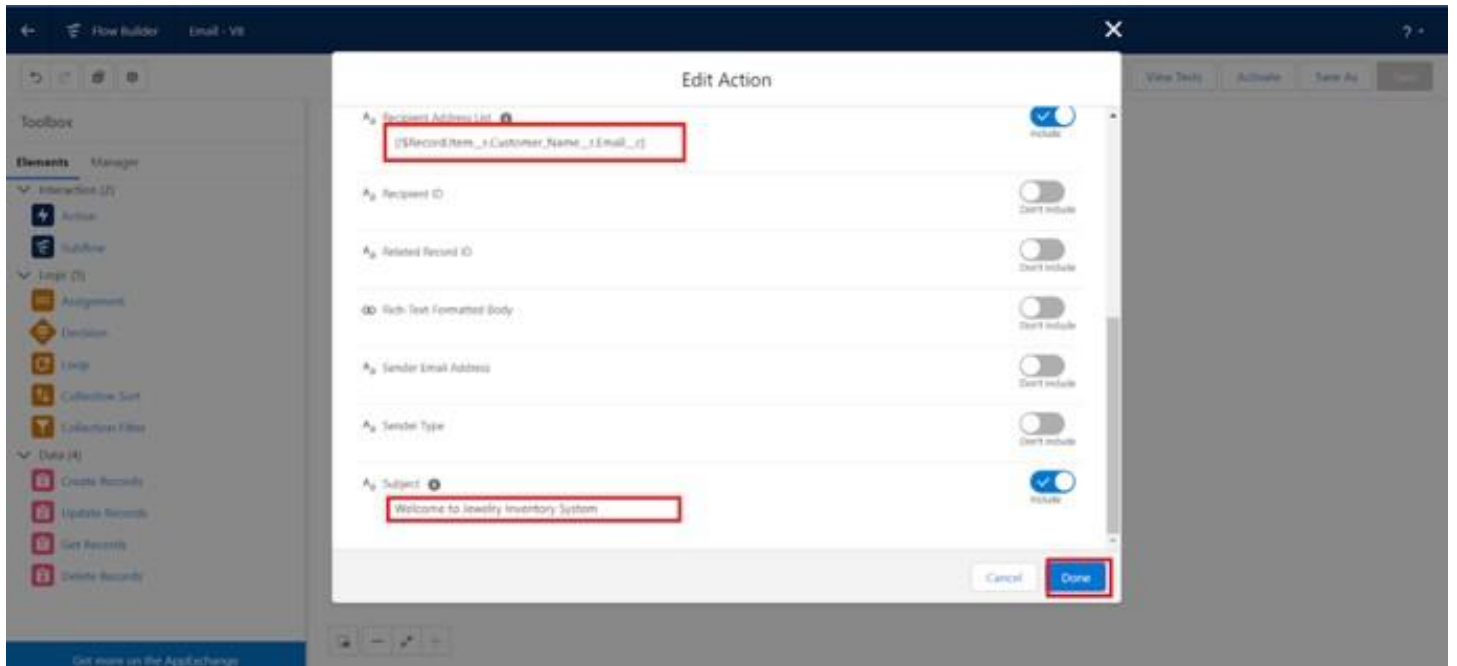 Flow Builder
Email - V8
?
Edit Action
View Tests
Activate
Save As
Toolbox
Elements
Manager
Interaction (2)
Action
Subflow
Logic (5)
Assignment
Decision
Loop
Collection Sort
Collection Filter
Data (4)
Create Records
Update Records
Get Records
Delete Records
Get more on the AppExchange
Recipient Address List
Include
{!$Record.Item__r.Customer_Name__r.Email__c}
Recipient ID
Don't include
Related Record ID
Don't include
Rich-Text-Formatted Body
Don't include
Sender Email Address
Don't include
Sender Type
Don't include
Subject
Include
Welcome to Jewelry Inventory System
Cancel
Done